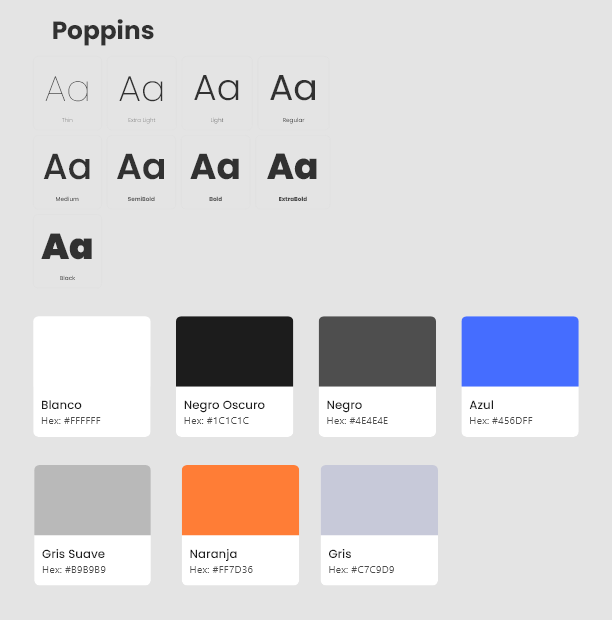 Poppins
Aa Aa Aa Aa
Thin Extra Light Light Regular
Aa Aa Aa Aa
Medium SemiBold Bold ExtraBold
Aa
Black
Blanco
Hex: #FFFFFF
Negro Oscuro
Hex: #1C1C1C
Negro
Hex: #4E4E4E
Azul
Hex: #456DFF
Gris Suave
Hex: #B9B9B9
Naranja
Hex: #FF7D36
Gris
Hex: #C7C9D9